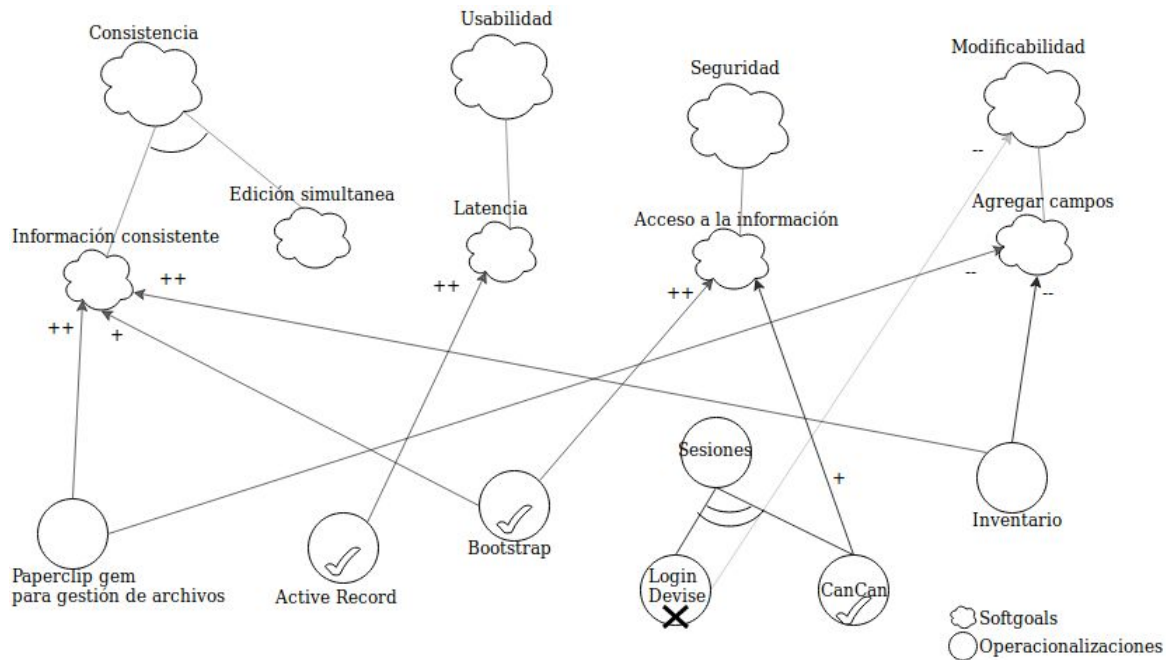 Usabilidad
Consistencia
Seguridad
Modificabilidad
--
Edición simultanea
Latencia
Acceso a la información
Agregar campos
Información consistente
++
++
++
--
--
++
+
Sesiones
+
Inventario
Bootstrap
Paperclip gem
para gestión de archivos
Active Record
Login
Devise
CanCan
Softgoals
Operacionalizaciones